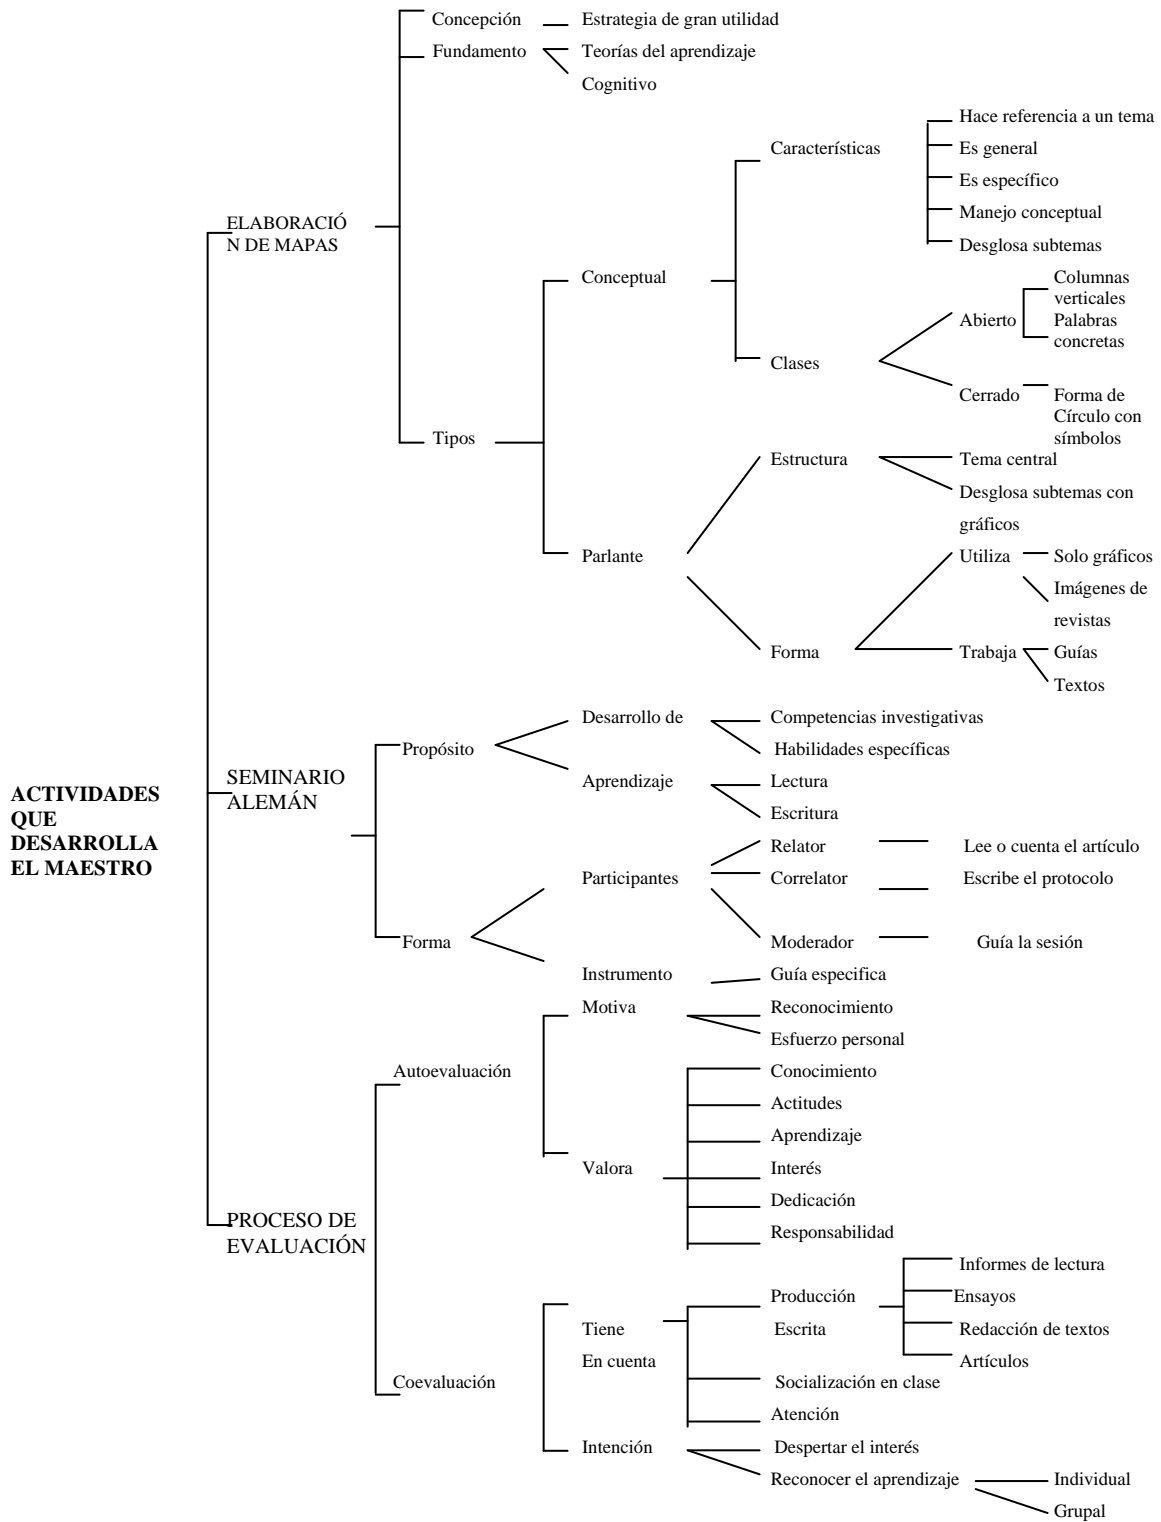 Concepción
Estrategia de gran utilidad
Fundamento
Teorías del aprendizaje
Cognitivo
Hace referencia a un tema
Características
Es general
Es específico
Manejo conceptual
ELABORACIÓ
N DE MAPAS
Desglosa subtemas
Conceptual
Columnas
verticales
Abierto
Palabras
concretas
Clases
Cerrado
Forma de
Círculo con
símbolos
Tipos
Estructura
Tema central
Desglosa subtemas con
gráficos
Parlante
Utiliza
Solo gráficos
Imágenes de
revistas
Forma
Trabaja
Guías
Textos
Desarrollo de
Competencias investigativas
Propósito
Habilidades específicas
SEMINARIO
ALEMÁN
Aprendizaje
Lectura
Escritura
ACTIVIDADES
QUE
DESARROLLA
EL MAESTRO
Relator
Lee o cuenta el artículo
Participantes
Correlator
Escribe el protocolo
Forma
Moderador
Guía la sesión
Instrumento
Guía especifica
Motiva
Reconocimiento
Esfuerzo personal
Autoevaluación
Conocimiento
Actitudes
Aprendizaje
Valora
Interés
Dedicación
PROCESO DE
EVALUACIÓN
Responsabilidad
Informes de lectura
Producción
Escrita
Ensayos
Tiene
En cuenta
Redacción de textos
Artículos
Coevaluación
Socialización en clase
Atención
Intención
Despertar el interés
Reconocer el aprendizaje
Individual
Grupal